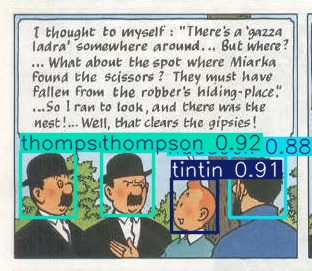 I thought to myself: "There's a 'gazza
ladra' somewhere around... But where?
... What about the spot where Miarka
found the scissors? They must have
fallen from the robber's hiding-place."
...So I ran to look, and there was the
nest!... Well, that clears the gipsies!
thompson 0.92
0.88
tintin 0.91